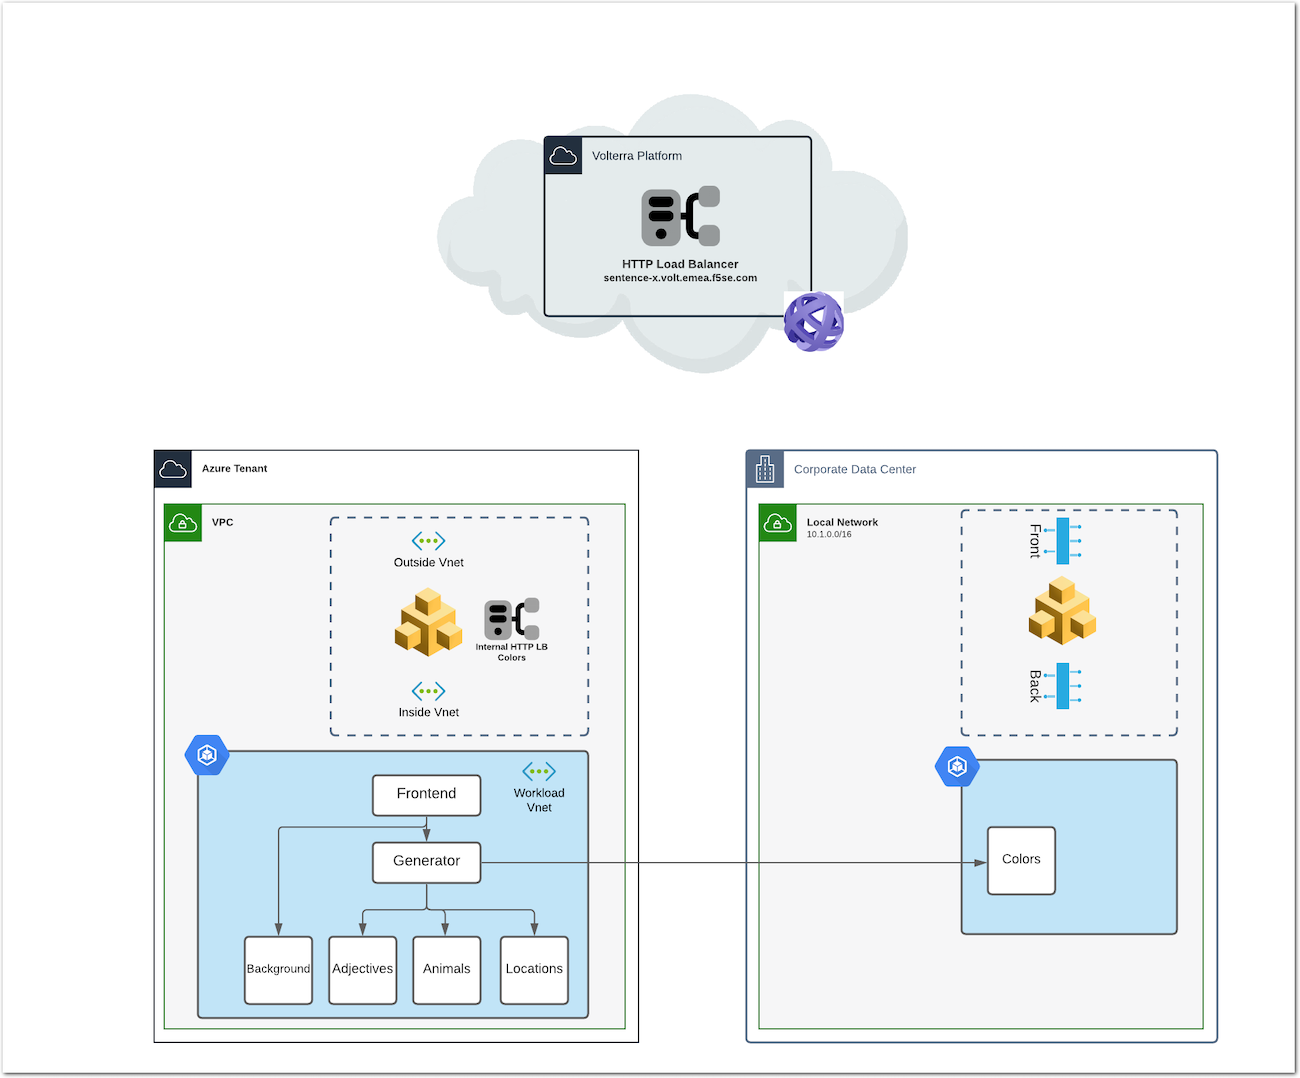 Volterra Platform
HTTP Load Balancer
sentence-x.volt.emea.f5se.com
Azure Tenant
VPC
Outside Vnet
Internal HTTP LB
Colors
Inside Vnet
Workload
Vnet
Frontend
Generator
Background
Adjectives
Animals
Locations
Corporate Data Center
Local Network
10.1.0.0/16
Front
Back
Colors